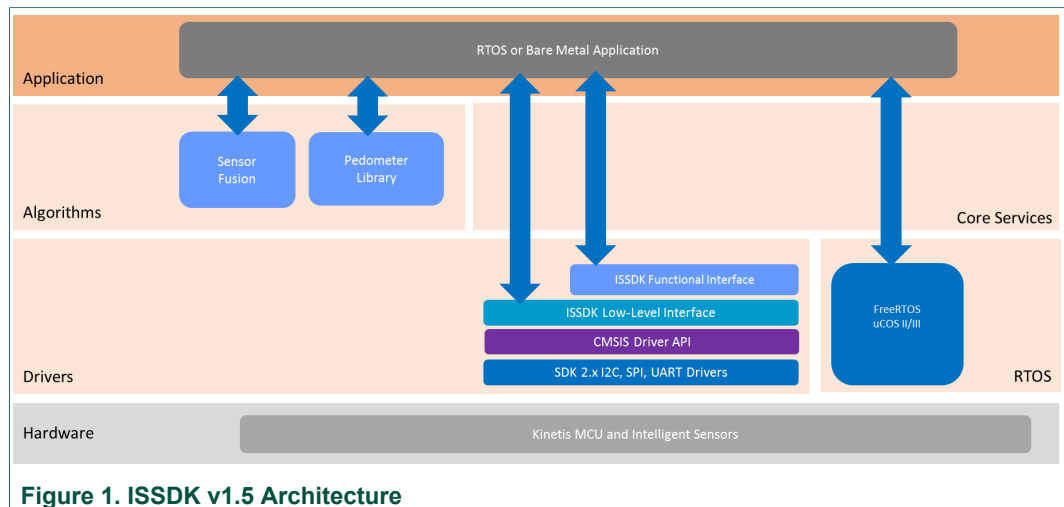 RTOS or Bare Metal Application
Application
Sensor
Fusion
Pedometer
Library
Algorithms
Core Services
ISSDK Functional Interface
ISSDK Low-Level Interface
CMSIS Driver API
SDK 2.x I2C, SPI, UART Drivers
Drivers
FreeRTOS
uCOS II/III
RTOS
Hardware
Kinetis MCU and Intelligent Sensors
Figure 1. ISSDK v1.5 Architecture